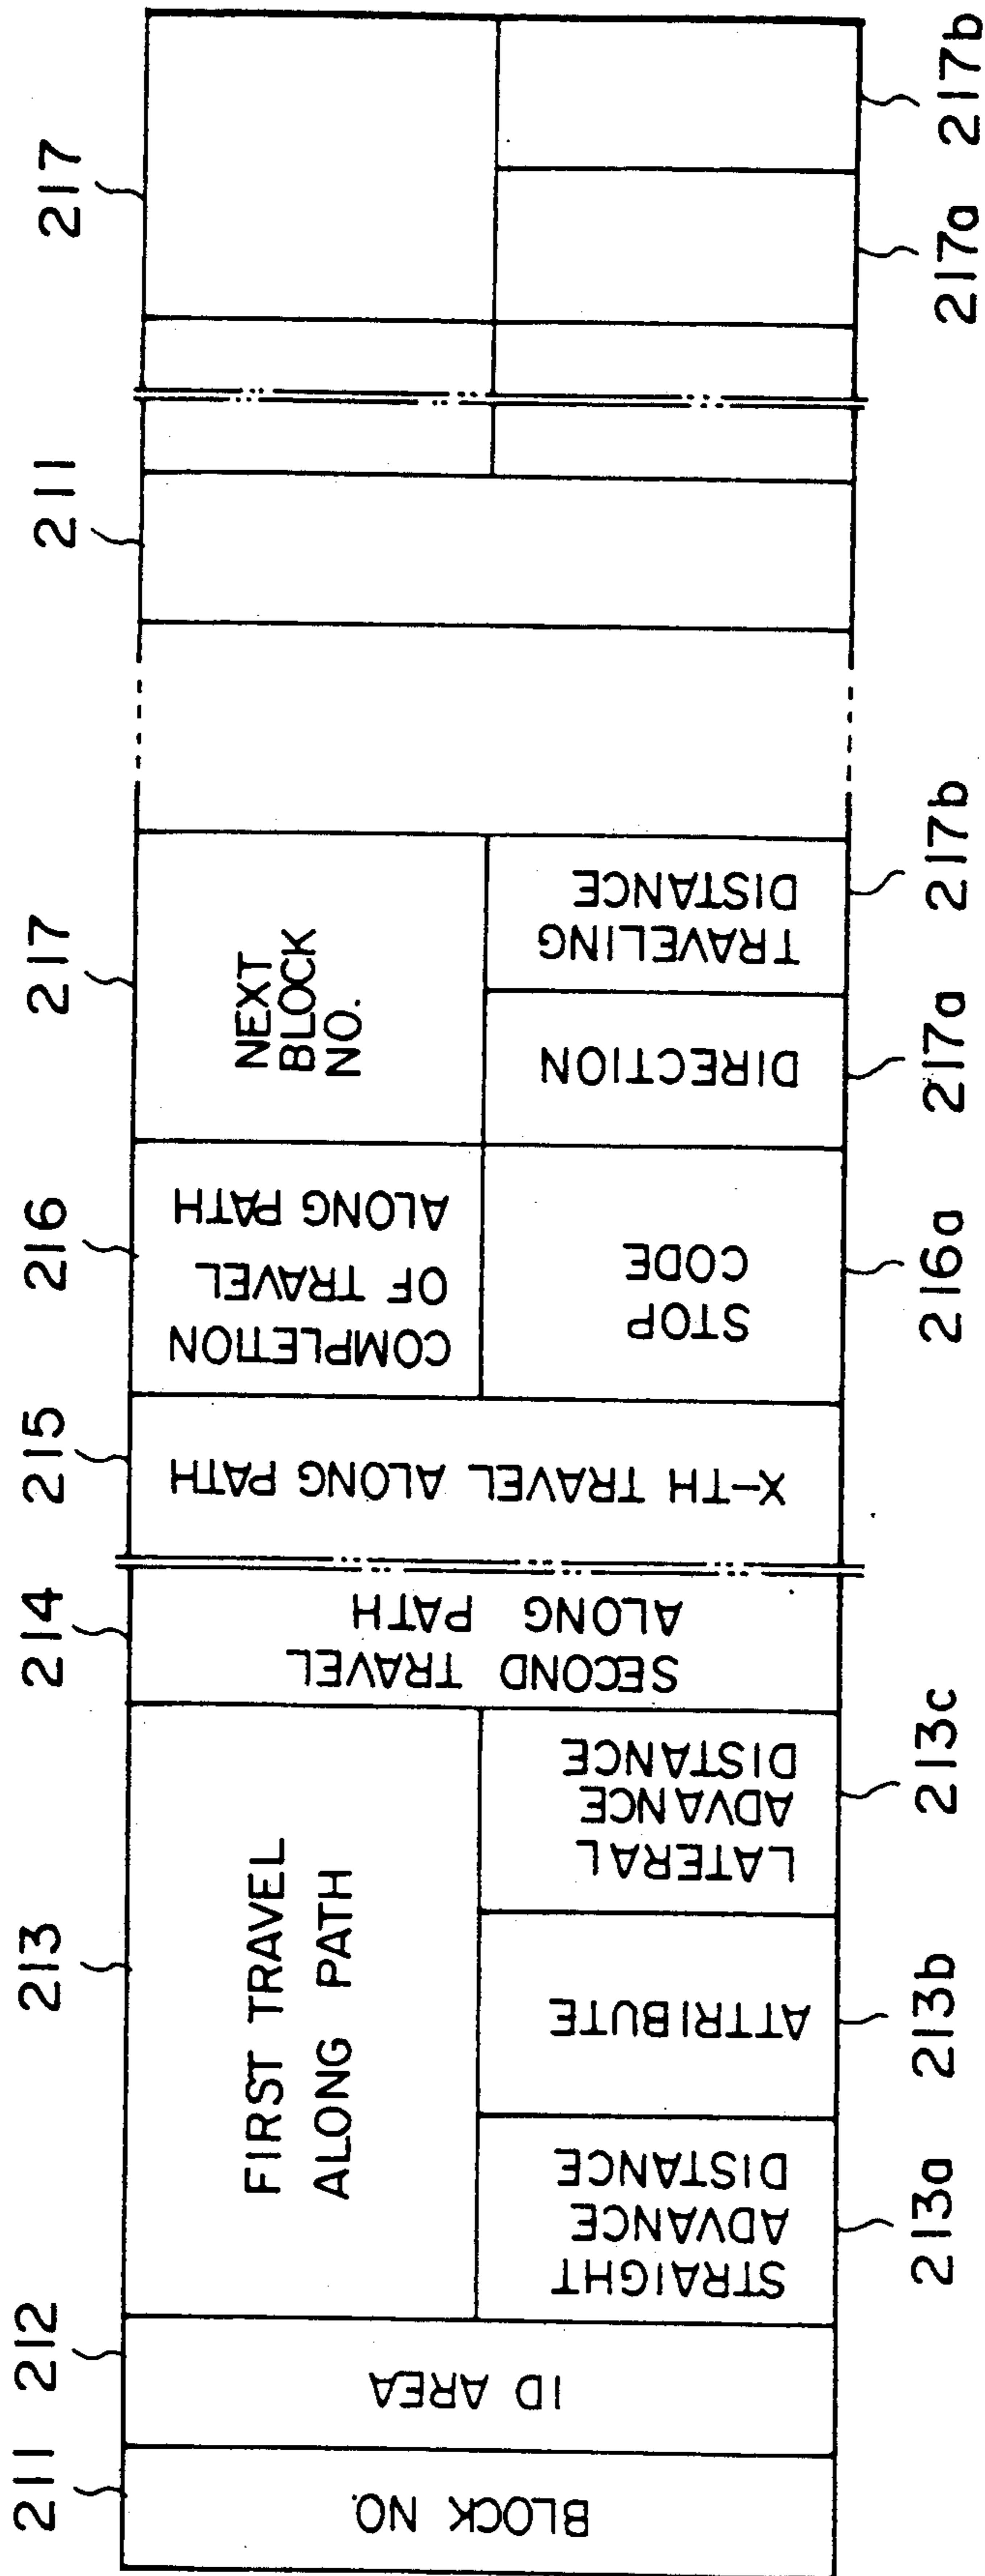 211
212
213
214
215
216
217
211
217
BLOCK NO.
ID AREA
FIRST TRAVEL
ALONG PATH
STRAIGHT
ADVANCE
DISTANCE
ATTRIBUTE
LATERAL
ADVANCE
DISTANCE
SECOND TRAVEL
ALONG PATH
X-TH TRAVEL ALONG PATH
COMPLETION
OF TRAVEL
ALONG PATH
STOP
CODE
NEXT
BLOCK
NO.
DIRECTION
TRAVELING
DISTANCE
213a
213b
213c
216a
217a
217b
217a
217b